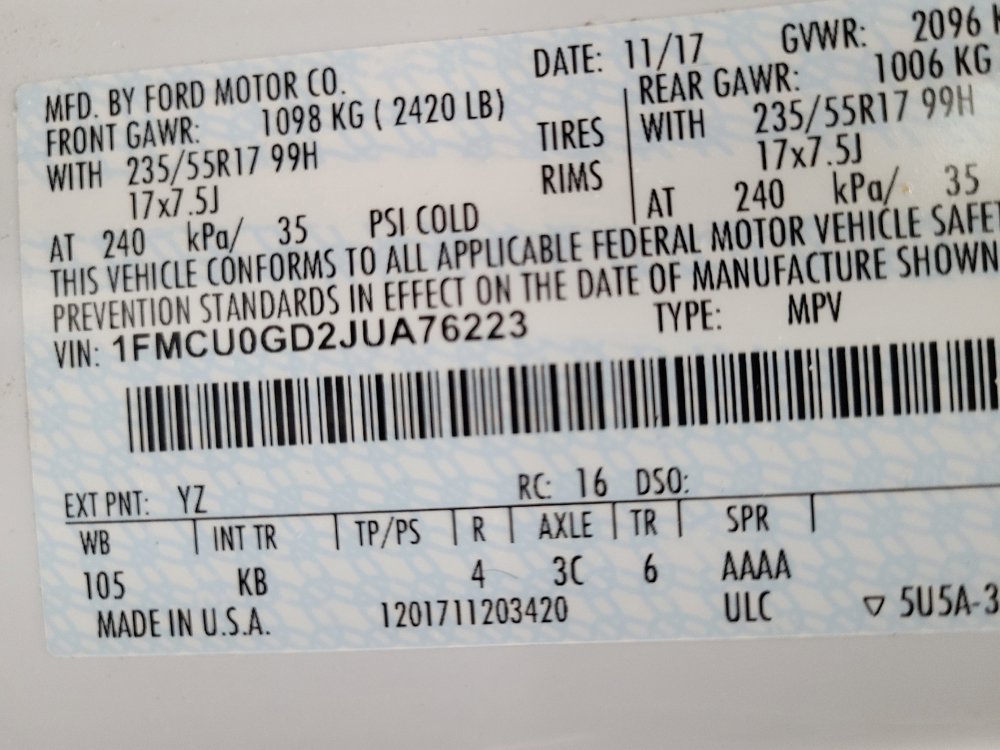 MFD. BY FORD MOTOR CO. DATE: 11/17 GVWR: 2096
FRONT GAWR: 1098 KG ( 2420 LB) REAR GAWR: 1006 KG
WITH 235/55R17 99H TIRES WITH 235/55R17 99H
17x7.5J RIMS 17x7.5J
AT 240 kPa/ 35 PSI COLD AT 240 kPa/ 35
THIS VEHICLE CONFORMS TO ALL APPLICABLE FEDERAL MOTOR VEHICLE SAFET
PREVENTION STANDARDS IN EFFECT ON THE DATE OF MANUFACTURE SHOWN
VIN: 1FMCU0GD2JUA76223 TYPE: MPV
EXT PNT: YZ RC: 16 DSO:
WB INT TR TP/PS R AXLE TR SPR
105 KB 4 3C 6 AAAA
MADE IN U.S.A. 1201711203420 ULC ▽ 5U5A-3